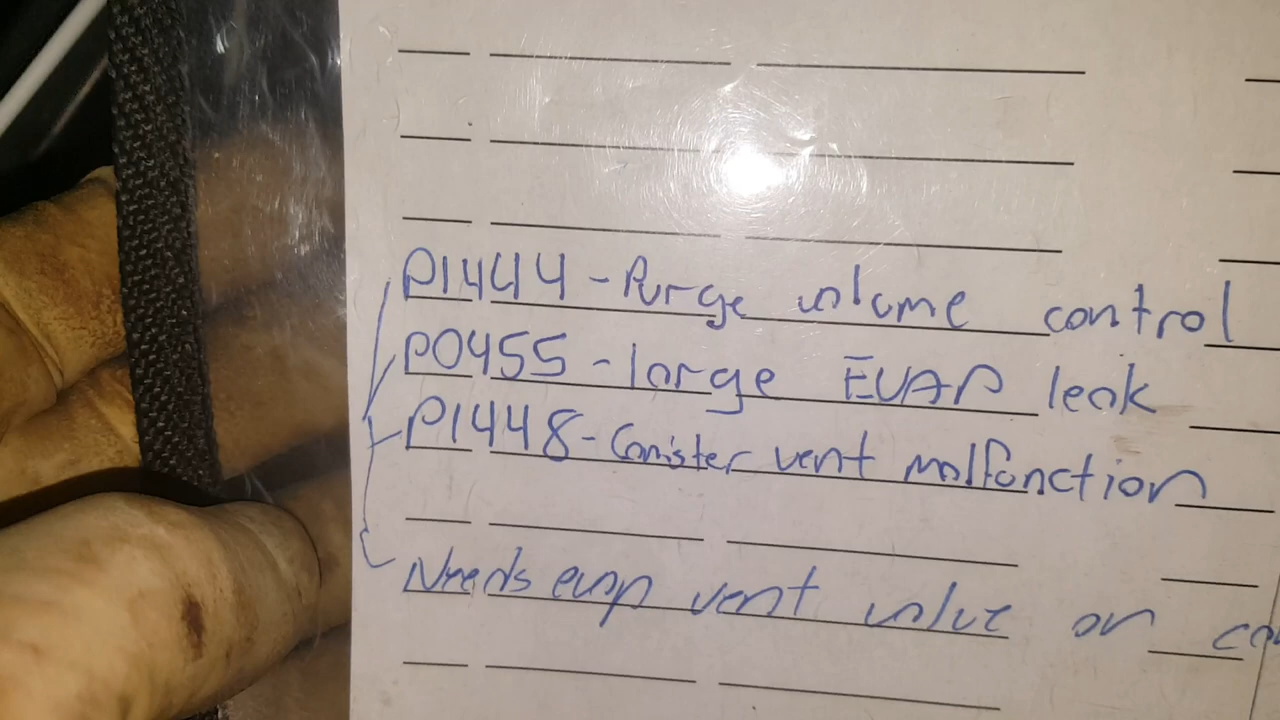 P1444 - Purge volume control
P0455 - large EVAP leak
P1448 - Canister vent malfunction
Needs evap vent valve on